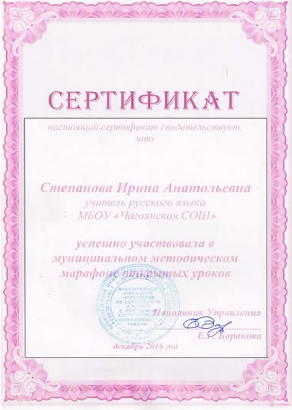 СЕРТИФИКАТ
настоящий сертификат свидетельствует,
что
Степанова Ирина Анатольевна
учитель русского языка
МБОУ «Чагоянская СОШ»
успешно участвовала в
муниципальном методическом
марафоне открытых уроков
Начальник Управления
Баранова
декабрь 2016 год